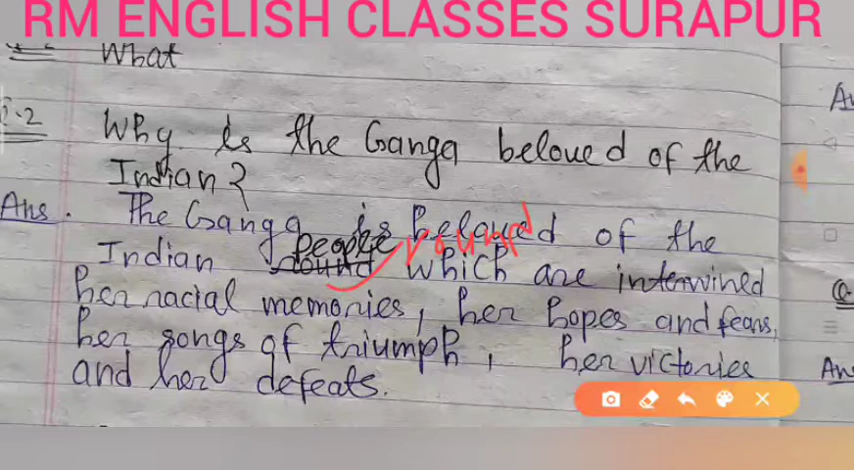 RM ENGLISH CLASSES SURAPUR
What
Q.2 Why is the Ganga beloved of the
Indian?
Ans. The Ganga is Beloved of the
Indian people round which are interwined
her racial memories, her hopes and fears,
her songs of triumph, her victories
and her defeats.